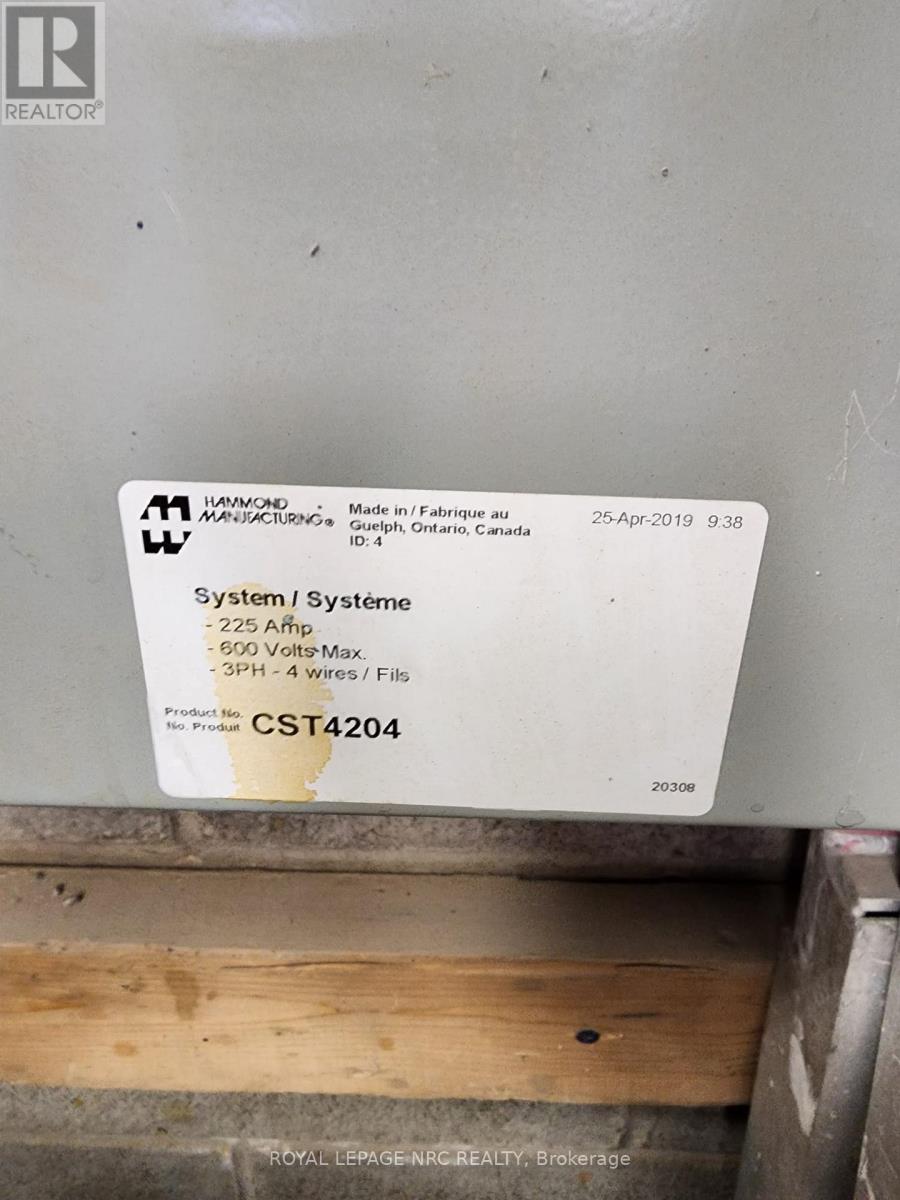 REALTOR®
HAMMOND
MANUFACTURING®
Made in / Fabrique au
Guelph, Ontario, Canada
ID: 4
25-Apr-2019 9:38
System / Système
- 225 Amp
- 600 Volts Max.
- 3PH - 4 wires / Fils
Product No.
No. Produit CST4204
20308
ROYAL LEPAGE NRC REALTY, Brokerage